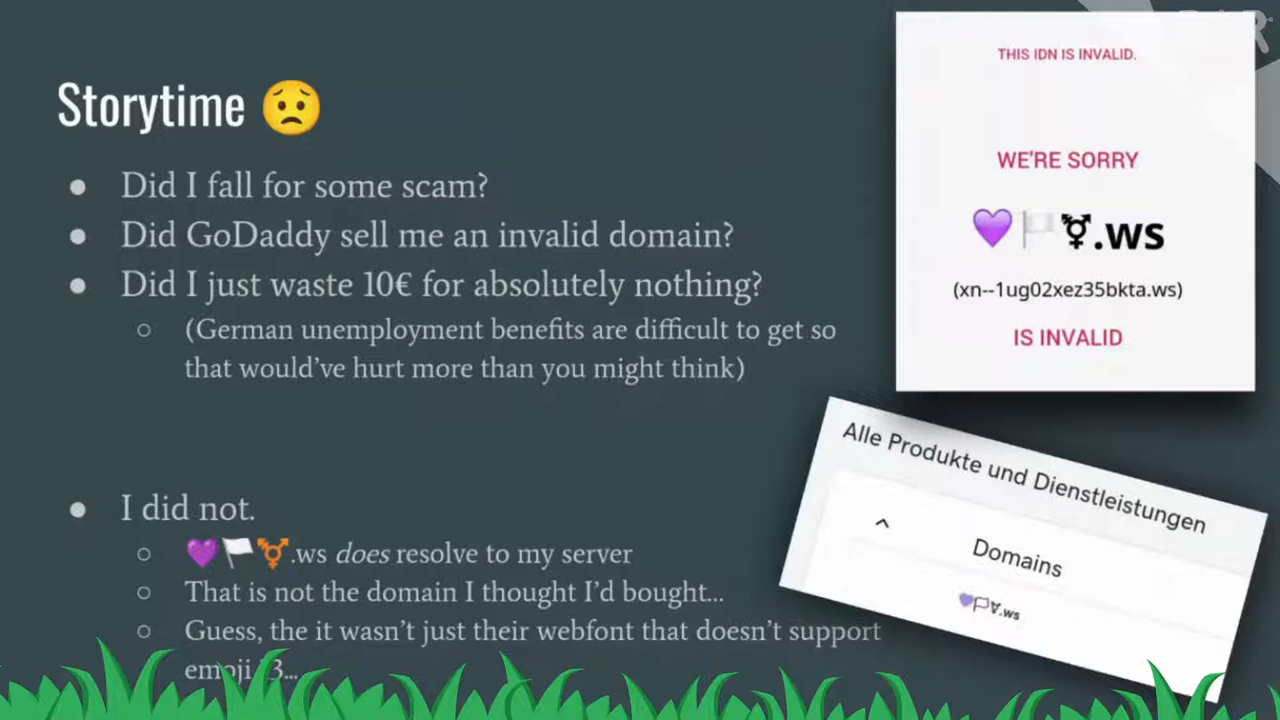 Storytime 😟
● Did I fall for some scam?
● Did GoDaddy sell me an invalid domain?
● Did I just waste 10€ for absolutely nothing?
○ (German unemployment benefits are difficult to get so
that would’ve hurt more than you might think)
● I did not.
○ 💜🏳⚧.ws does resolve to my server
○ That is not the domain I thought I’d bought...
○ Guess, the it wasn’t just their webfont that doesn’t support
emoji 13...
THIS IDN IS INVALID.
WE'RE SORRY
💜🏳⚧.ws
(xn--1ug02xez35bkta.ws)
IS INVALID
Alle Produkte und Dienstleistungen
Domains
💜🏳⚧.ws